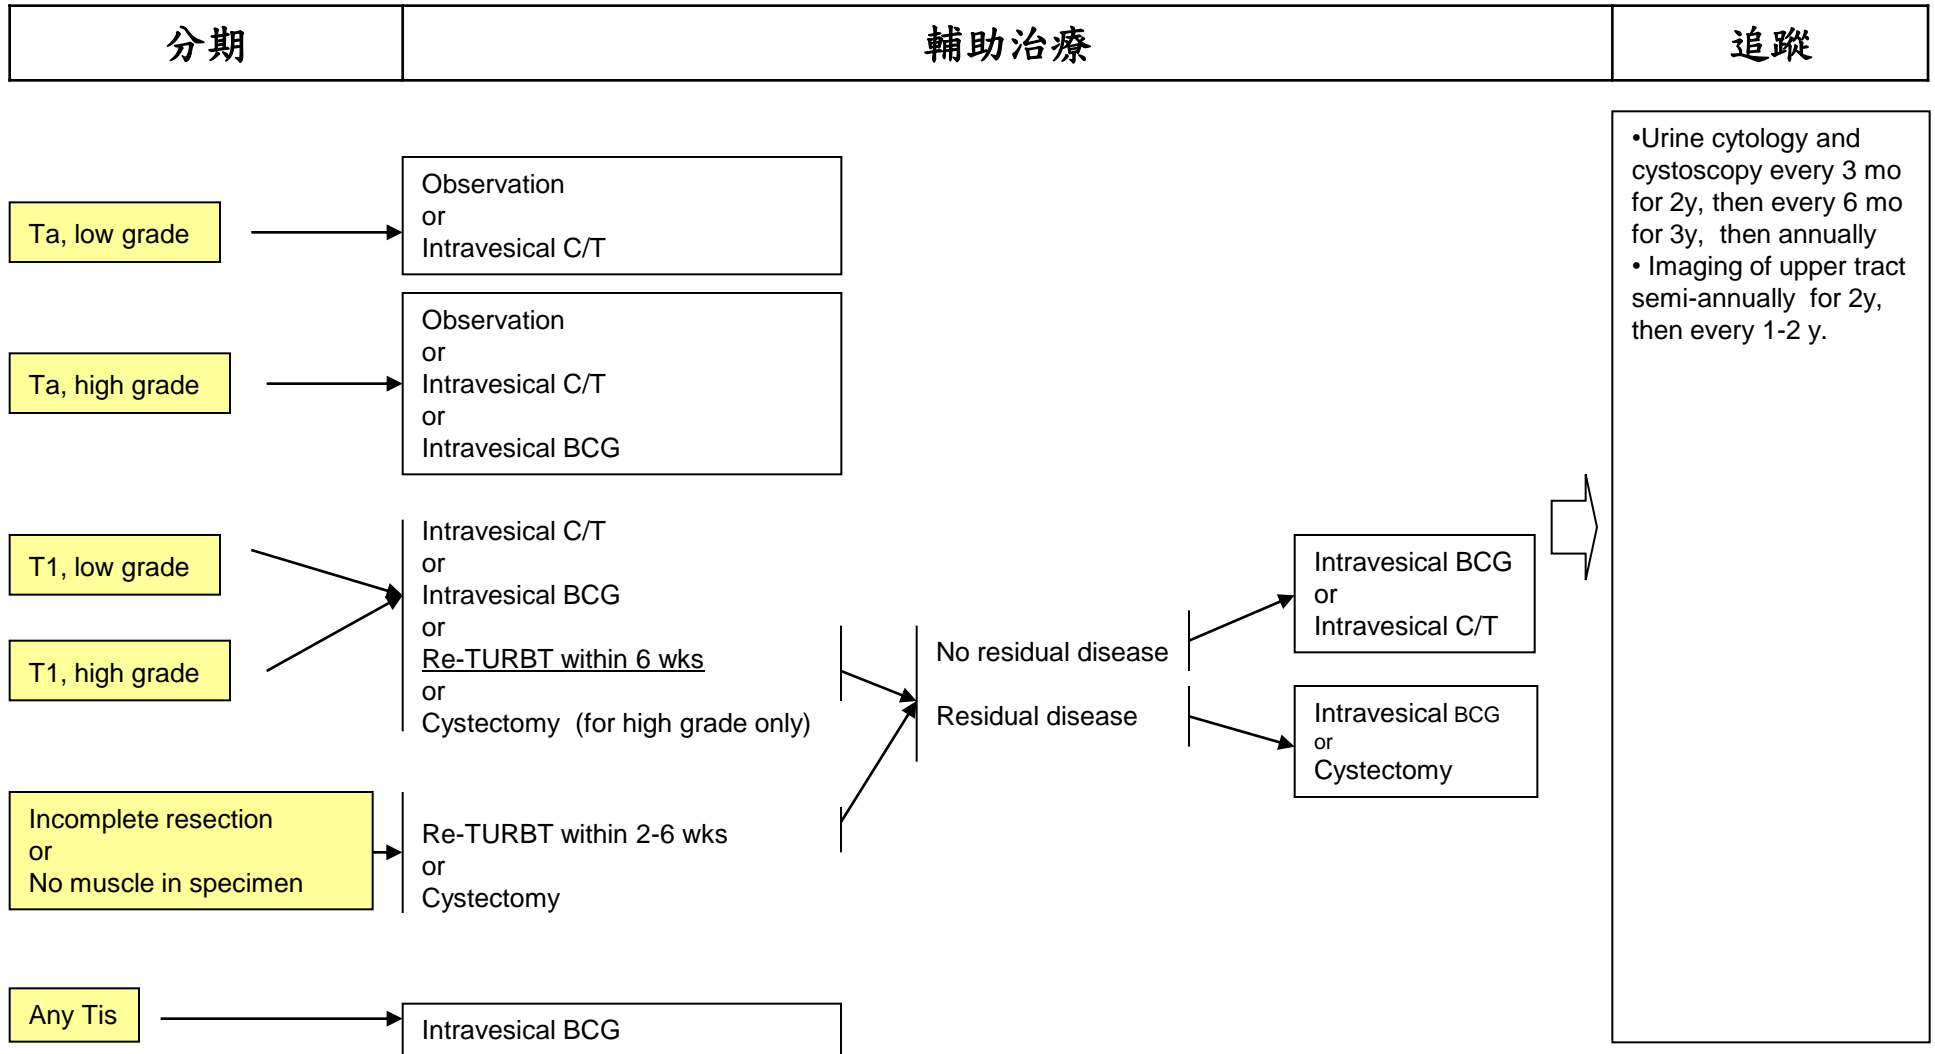 分期
輔助治療
追蹤
Ta, low grade
Observation
or
Intravesical C/T
Ta, high grade
Observation
or
Intravesical C/T
or
Intravesical BCG
T1, low grade
T1, high grade
Intravesical C/T
or
Intravesical BCG
or
Re-TURBT within 6 wks
or
Cystectomy (for high grade only)
Incomplete resection
or
No muscle in specimen
Re-TURBT within 2-6 wks
or
Cystectomy
No residual disease
Residual disease
Intravesical BCG
or
Intravesical C/T
Intravesical BCG
or
Cystectomy
Any Tis
Intravesical BCG
•Urine cytology and
cystoscopy every 3 mo
for 2y, then every 6 mo
for 3y, then annually
• Imaging of upper tract
semi-annually for 2y,
then every 1-2 y.